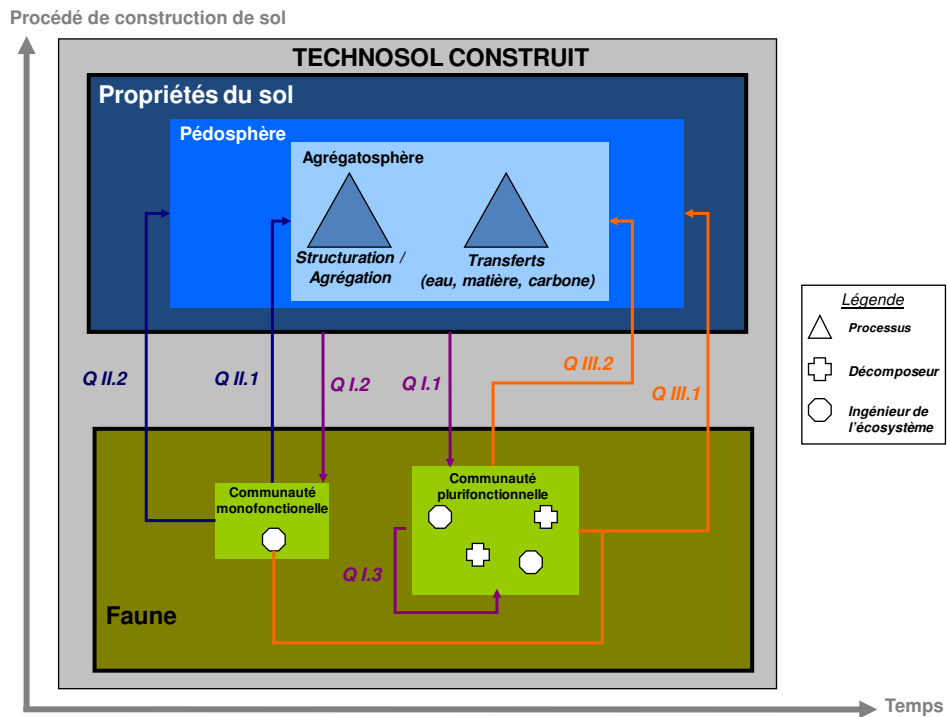 Procédé de construction de sol
TECHNOSOL CONSTRUIT
Propriétés du sol
Pédosphère
Agrégatosphère
Structuration /
Agrégation
Transferts
(eau, matière, carbone)
Légende
Processus
Décomposeur
Ingénieur de
l'écosystème
Q II.2
Q II.1
Q I.2
Q I.1
Q III.2
Q III.1
Communauté
monofonctionelle
Communauté
plurifonctionnelle
Q I.3
Faune
Temps